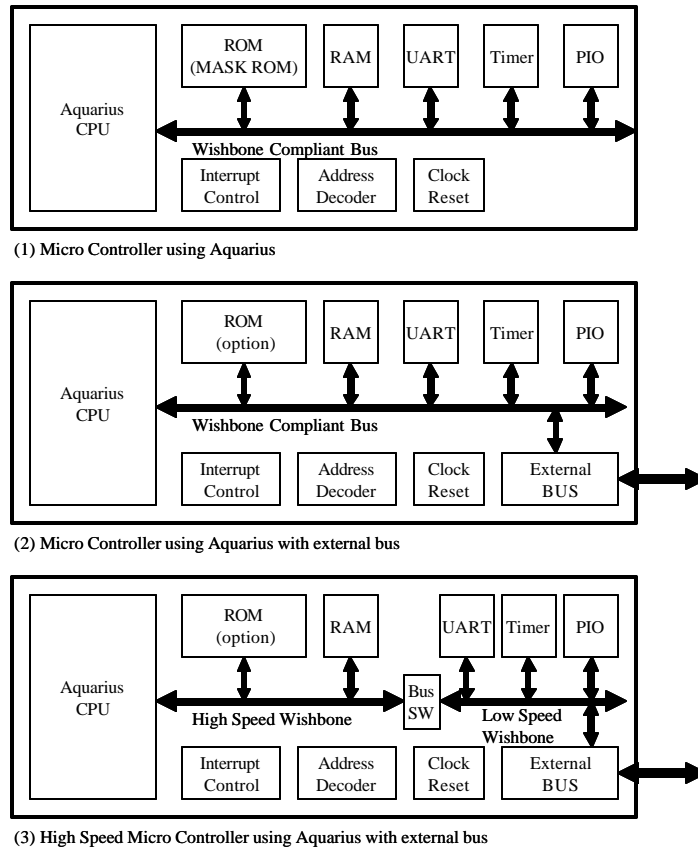 ROM
(MASK ROM)
RAM
UART
Timer
PIO
Aquarius
CPU
Wishbone Compliant Bus
Interrupt
Control
Address
Decoder
Clock
Reset
(1) Micro Controller using Aquarius
ROM
(option)
RAM
UART
Timer
PIO
Aquarius
CPU
Wishbone Compliant Bus
Interrupt
Control
Address
Decoder
Clock
Reset
External
BUS
(2) Micro Controller using Aquarius with external bus
ROM
(option)
RAM
UART
Timer
PIO
Aquarius
CPU
Bus
SW
High Speed Wishbone
Low Speed
Wishbone
Interrupt
Control
Address
Decoder
Clock
Reset
External
BUS
(3) High Speed Micro Controller using Aquarius with external bus